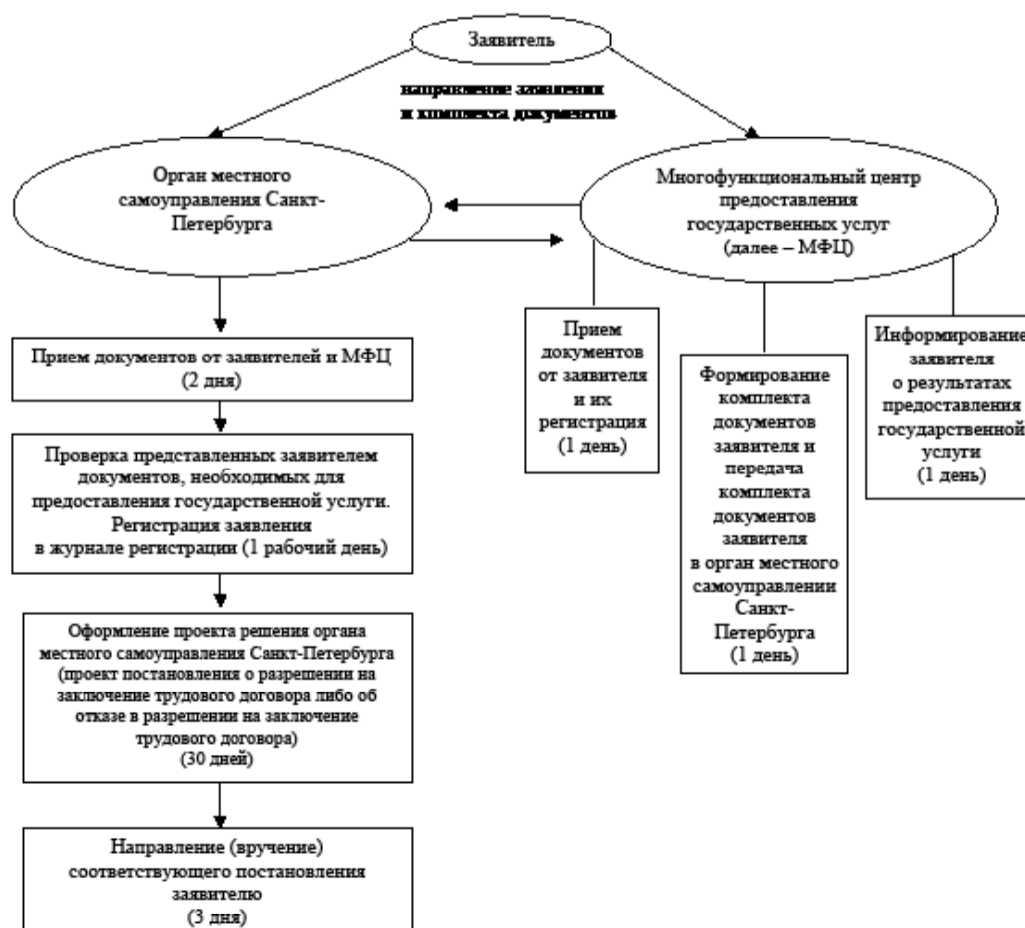 Заявитель
направление заявления
и комплекта документов
Орган местного
самоуправления Санкт-
Петербурга
Многофункциональный центр
предоставления
государственных услуг
(далее – МФЦ)
Прием документов от заявителей и МФЦ
(2 дня)
Проверка представленных заявителем
документов, необходимых для
предоставления государственной услуги.
Регистрация заявления
в журнале регистрации (1 рабочий день)
Оформление проекта решения органа
местного самоуправления Санкт-Петербурга
(проект постановления о разрешении на
заключение трудового договора либо об
отказе в разрешении на заключение
трудового договора)
(30 дней)
Направление (вручение)
соответствующего постановления
заявителю
(3 дня)
Прием
документов
от заявителя
и их
регистрация
(1 день)
Формирование
комплекта
документов
заявителя и
передача
комплекта
документов
заявителя
в орган местного
самоуправлении
Санкт-
Петербурга
(1 день)
Информирование
заявителя
о результатах
предоставления
государственной
услуги
(1 день)